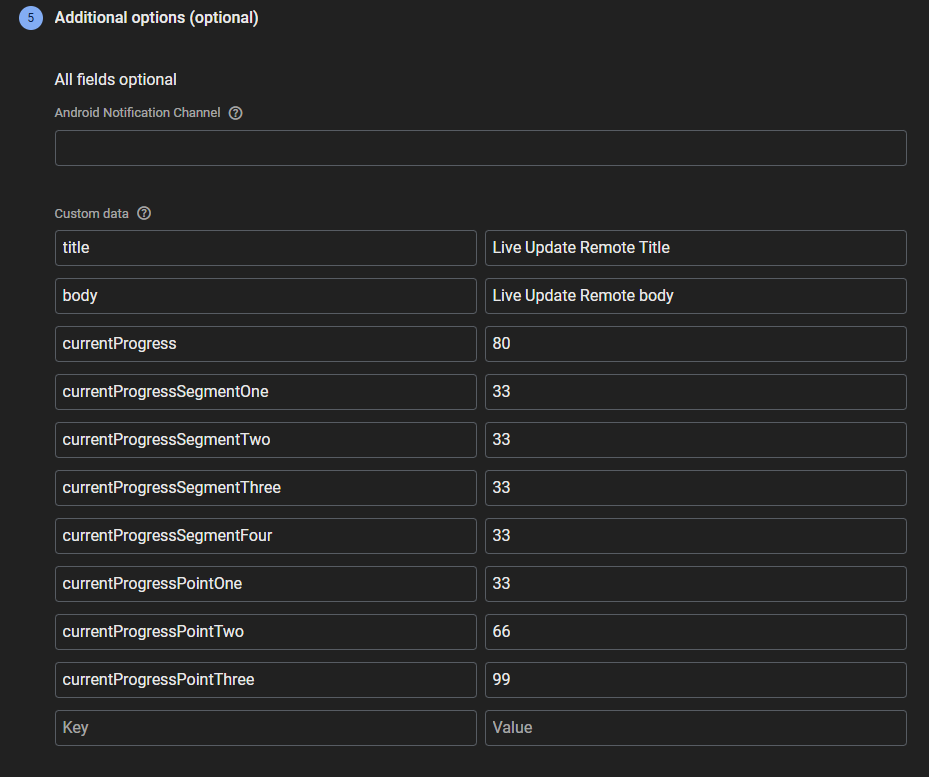 5 Additional options (optional)
All fields optional
Android Notification Channel ?
Custom data ?
title Live Update Remote Title
body Live Update Remote body
currentProgress 80
currentProgressSegmentOne 33
currentProgressSegmentTwo 33
currentProgressSegmentThree 33
currentProgressSegmentFour 33
currentProgressPointOne 33
currentProgressPointTwo 66
currentProgressPointThree 99
Key Value